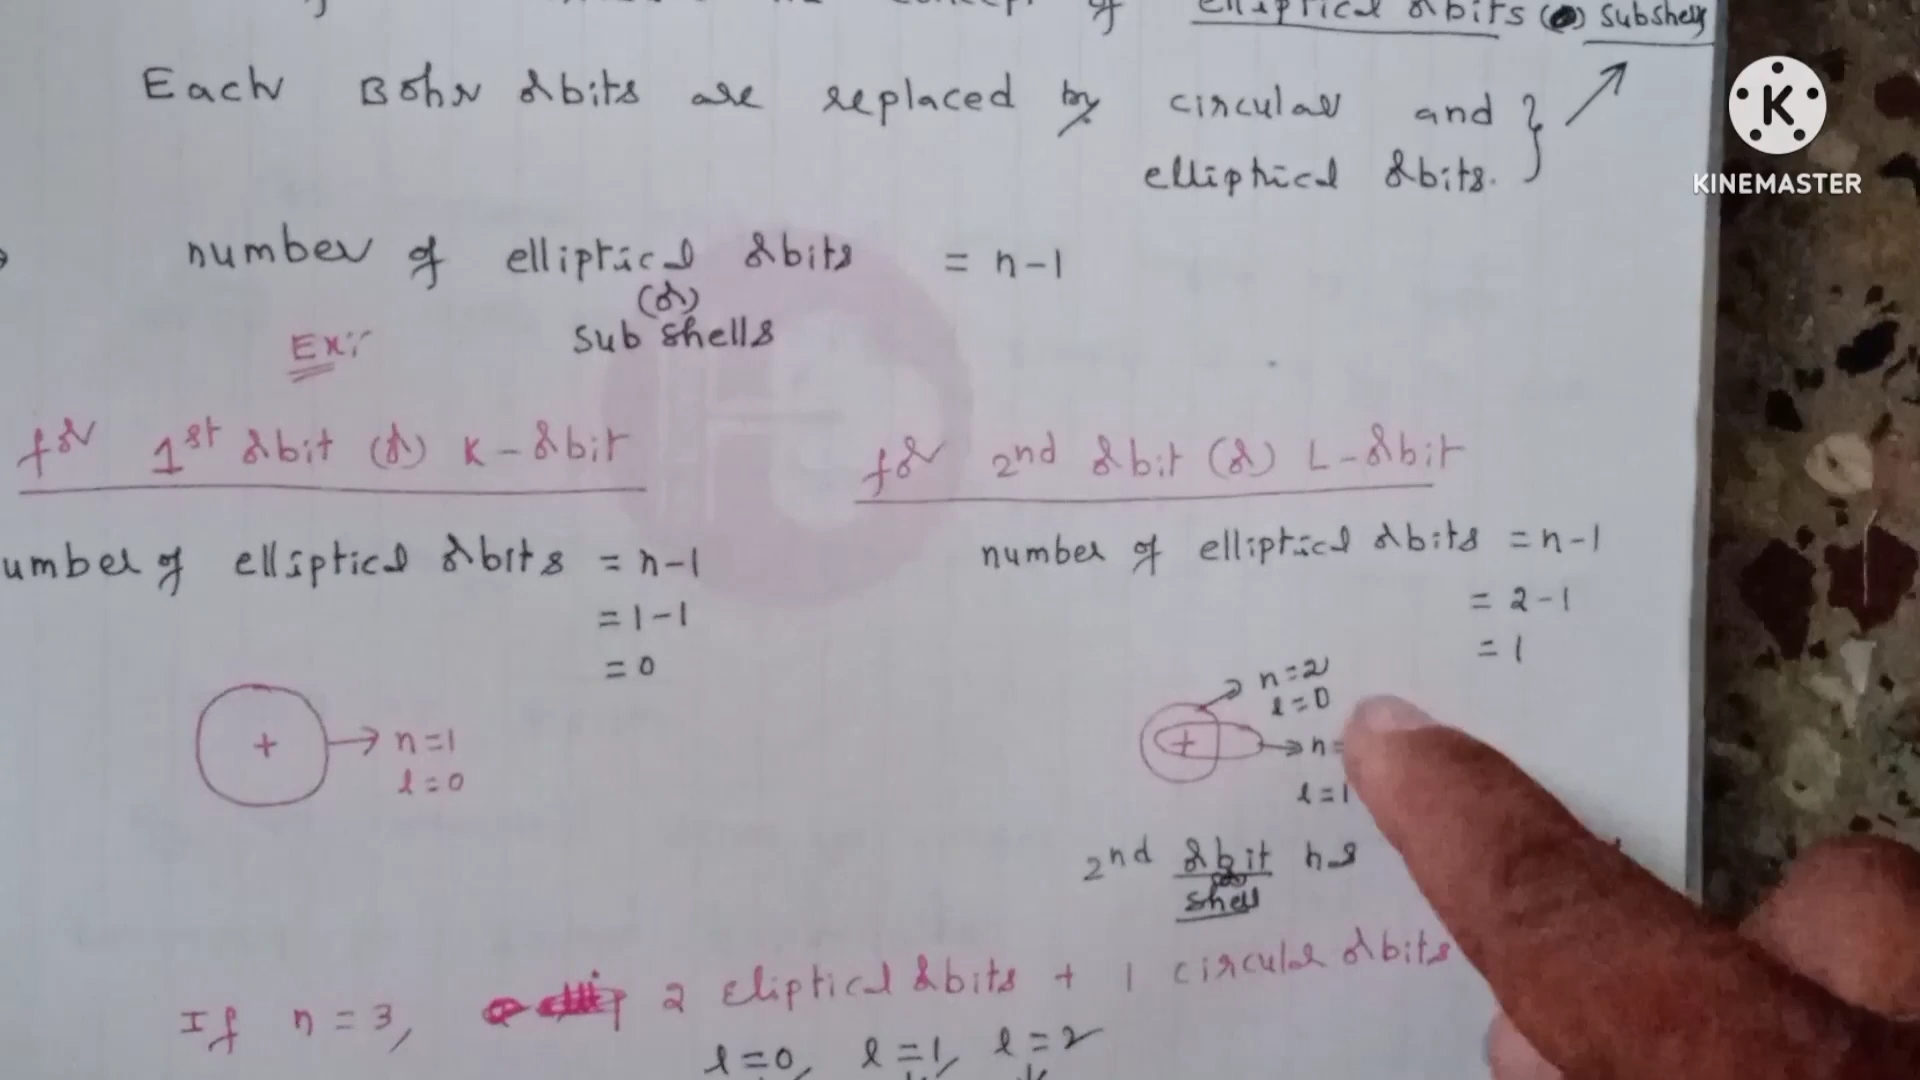 concept of elliptical orbits (or) subshells
Each Bohr orbits are replaced by circular and
elliptical orbits.
number of elliptical orbits = n-1
(or)
sub shells
Ex:-
for 1st orbit (or) K-orbit
for 2nd orbit (or) L-orbit
umber of elliptical orbits = n-1
= 1-1
= 0
number of elliptical orbits = n-1
= 2-1
= 1
+ → n=1
l=0
n=2
l=0
+ → n=
l=1
2nd orbit
shell
If n=3, 2 eliptical orbits + 1 circular orbits
l=0, l=1, l=2
K
KINEMASTER